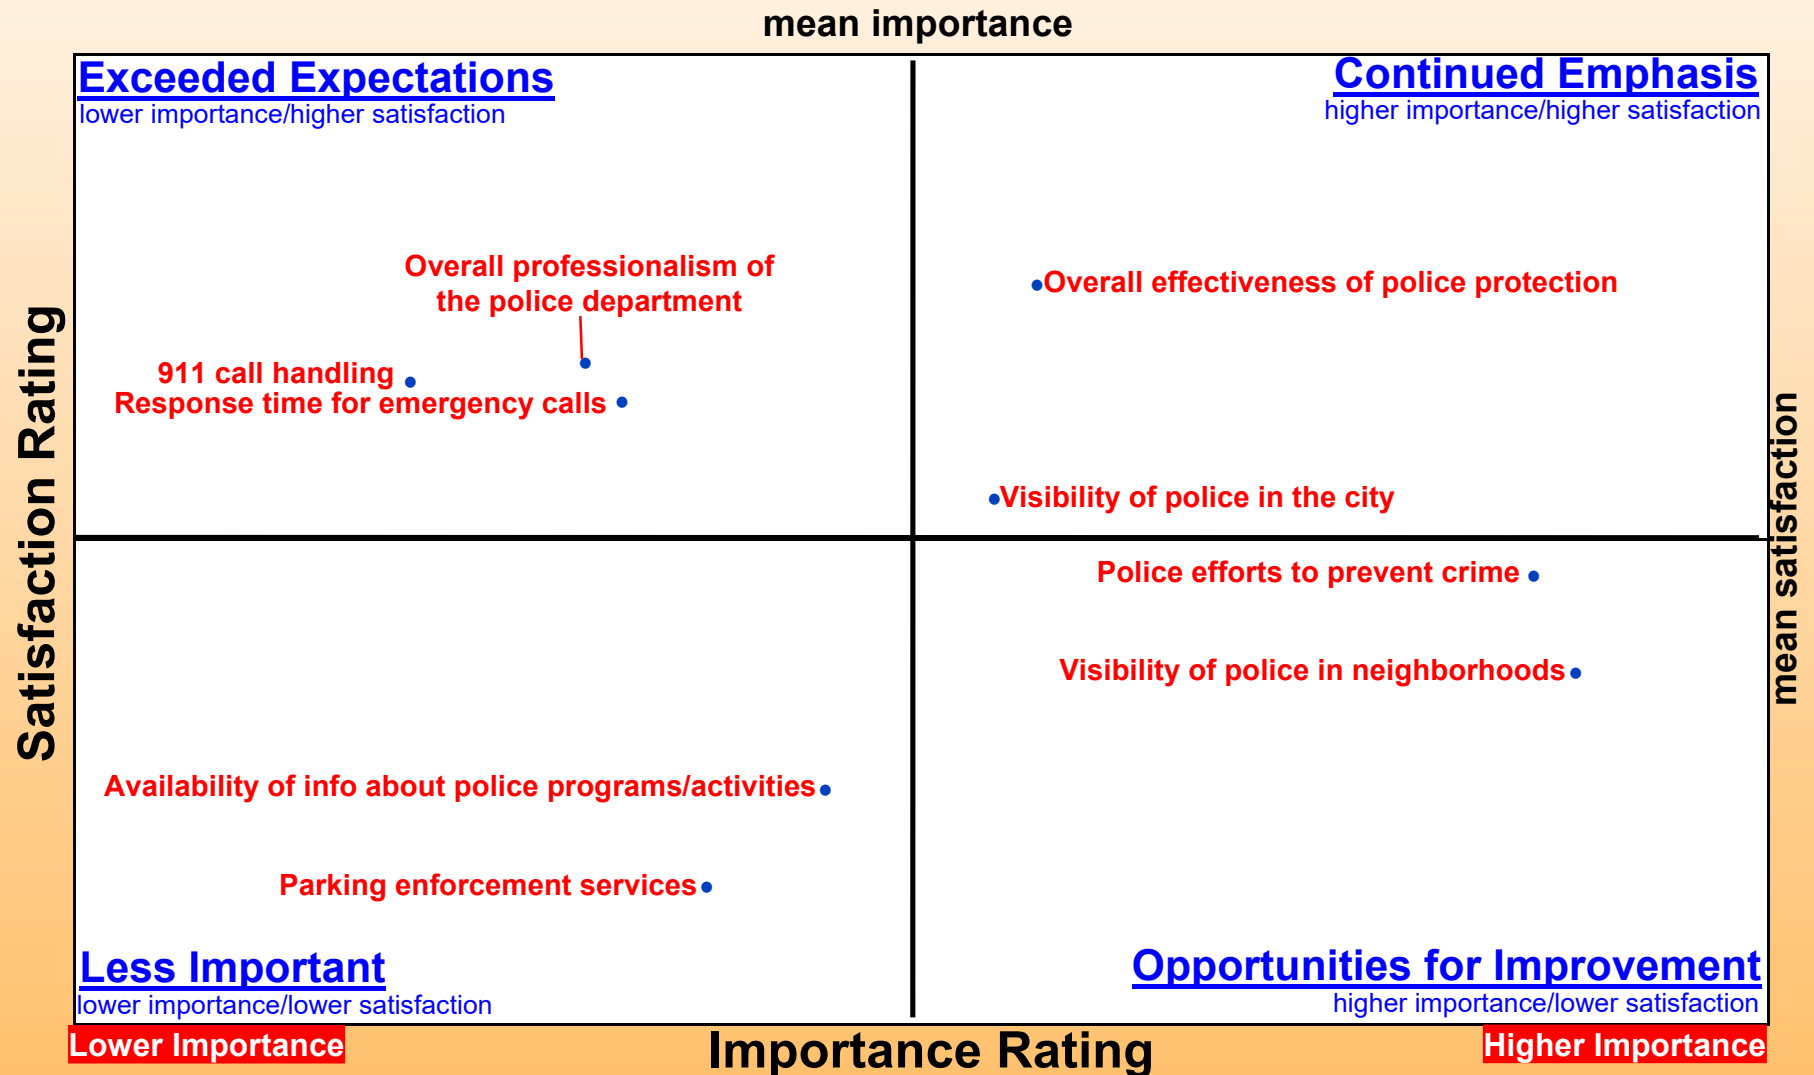 mean importance
Exceeded Expectations
lower importance/higher satisfaction
Continued Emphasis
higher importance/higher satisfaction
Overall professionalism of
the police department
Overall effectiveness of police protection
911 call handling
Response time for emergency calls
Visibility of police in the city
Satisfaction Rating
mean satisfaction
Police efforts to prevent crime
Visibility of police in neighborhoods
Availability of info about police programs/activities
Parking enforcement services
Less Important
lower importance/lower satisfaction
Opportunities for Improvement
higher importance/lower satisfaction
Lower Importance
Importance Rating
Higher Importance